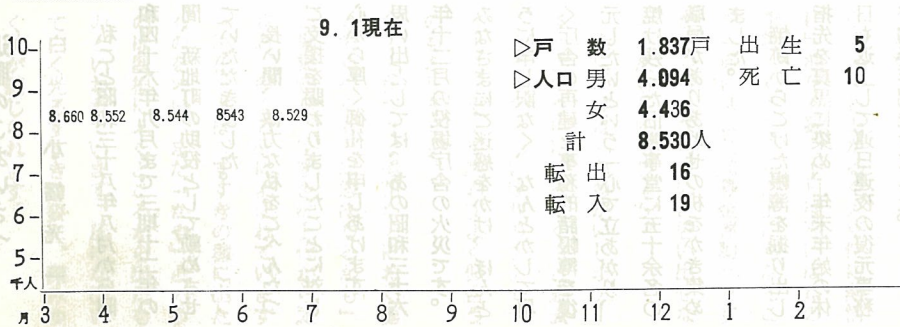 9. 1現在
▷戸 数 1.837戸 出 生 5
▷人口 男 4.094 死 亡 10
女 4.436
計 8.530人
転 出 16
転 入 19
10
9
8.660 8.552 8.544 8543 8.529
8
7
6
5
千人
月 3 4 5 6 7 8 9 10 11 12 1 2